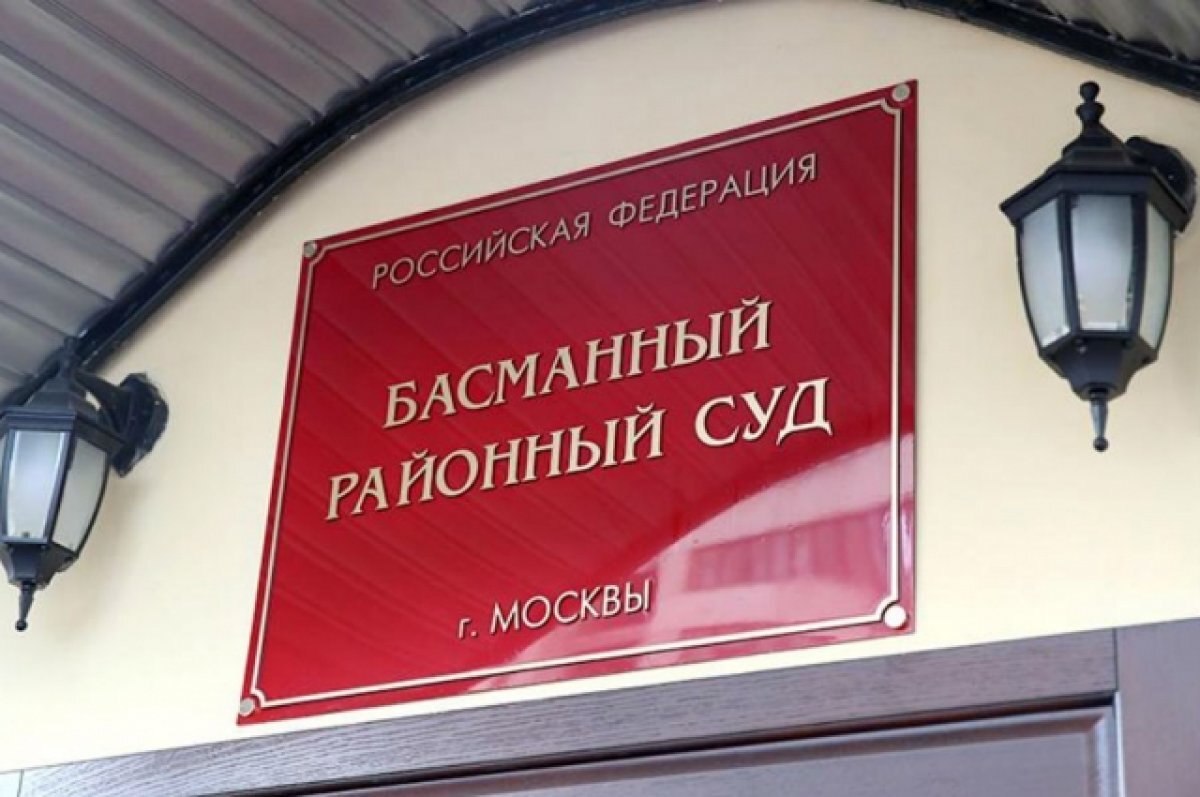 РОССИЙСКАЯ ФЕДЕРАЦИЯ
БАСМАННЫЙ
РАЙОННЫЙ СУД
г. МОСКВЫ